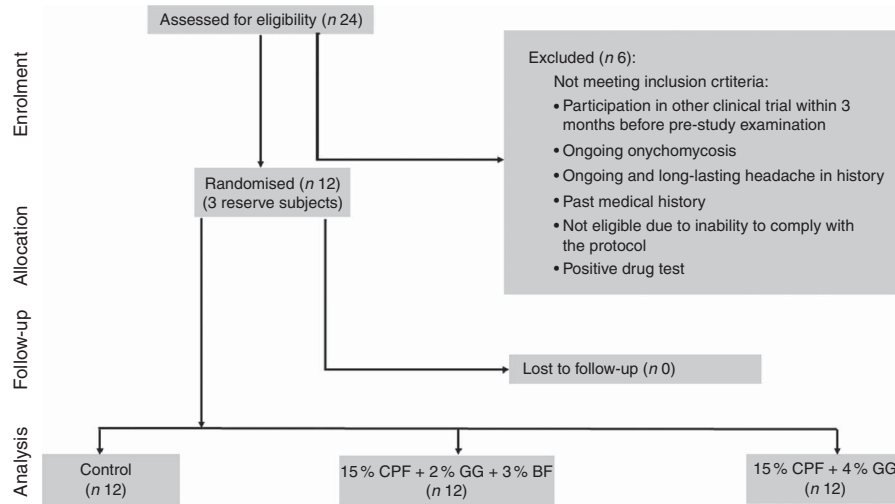 Assessed for eligibility (n 24)
Enrolment
Excluded (n 6):
Not meeting inclusion crtiteria:
• Participation in other clinical trial within 3
months before pre-study examination
• Ongoing onychomycosis
• Ongoing and long-lasting headache in history
• Past medical history
• Not eligible due to inability to comply with
the protocol
• Positive drug test
Randomised (n 12)
(3 reserve subjects)
Allocation
Follow-up
Lost to follow-up (n 0)
Analysis
Control
(n 12)
15 % CPF + 2 % GG + 3 % BF
(n 12)
15 % CPF + 4 % GG
(n 12)